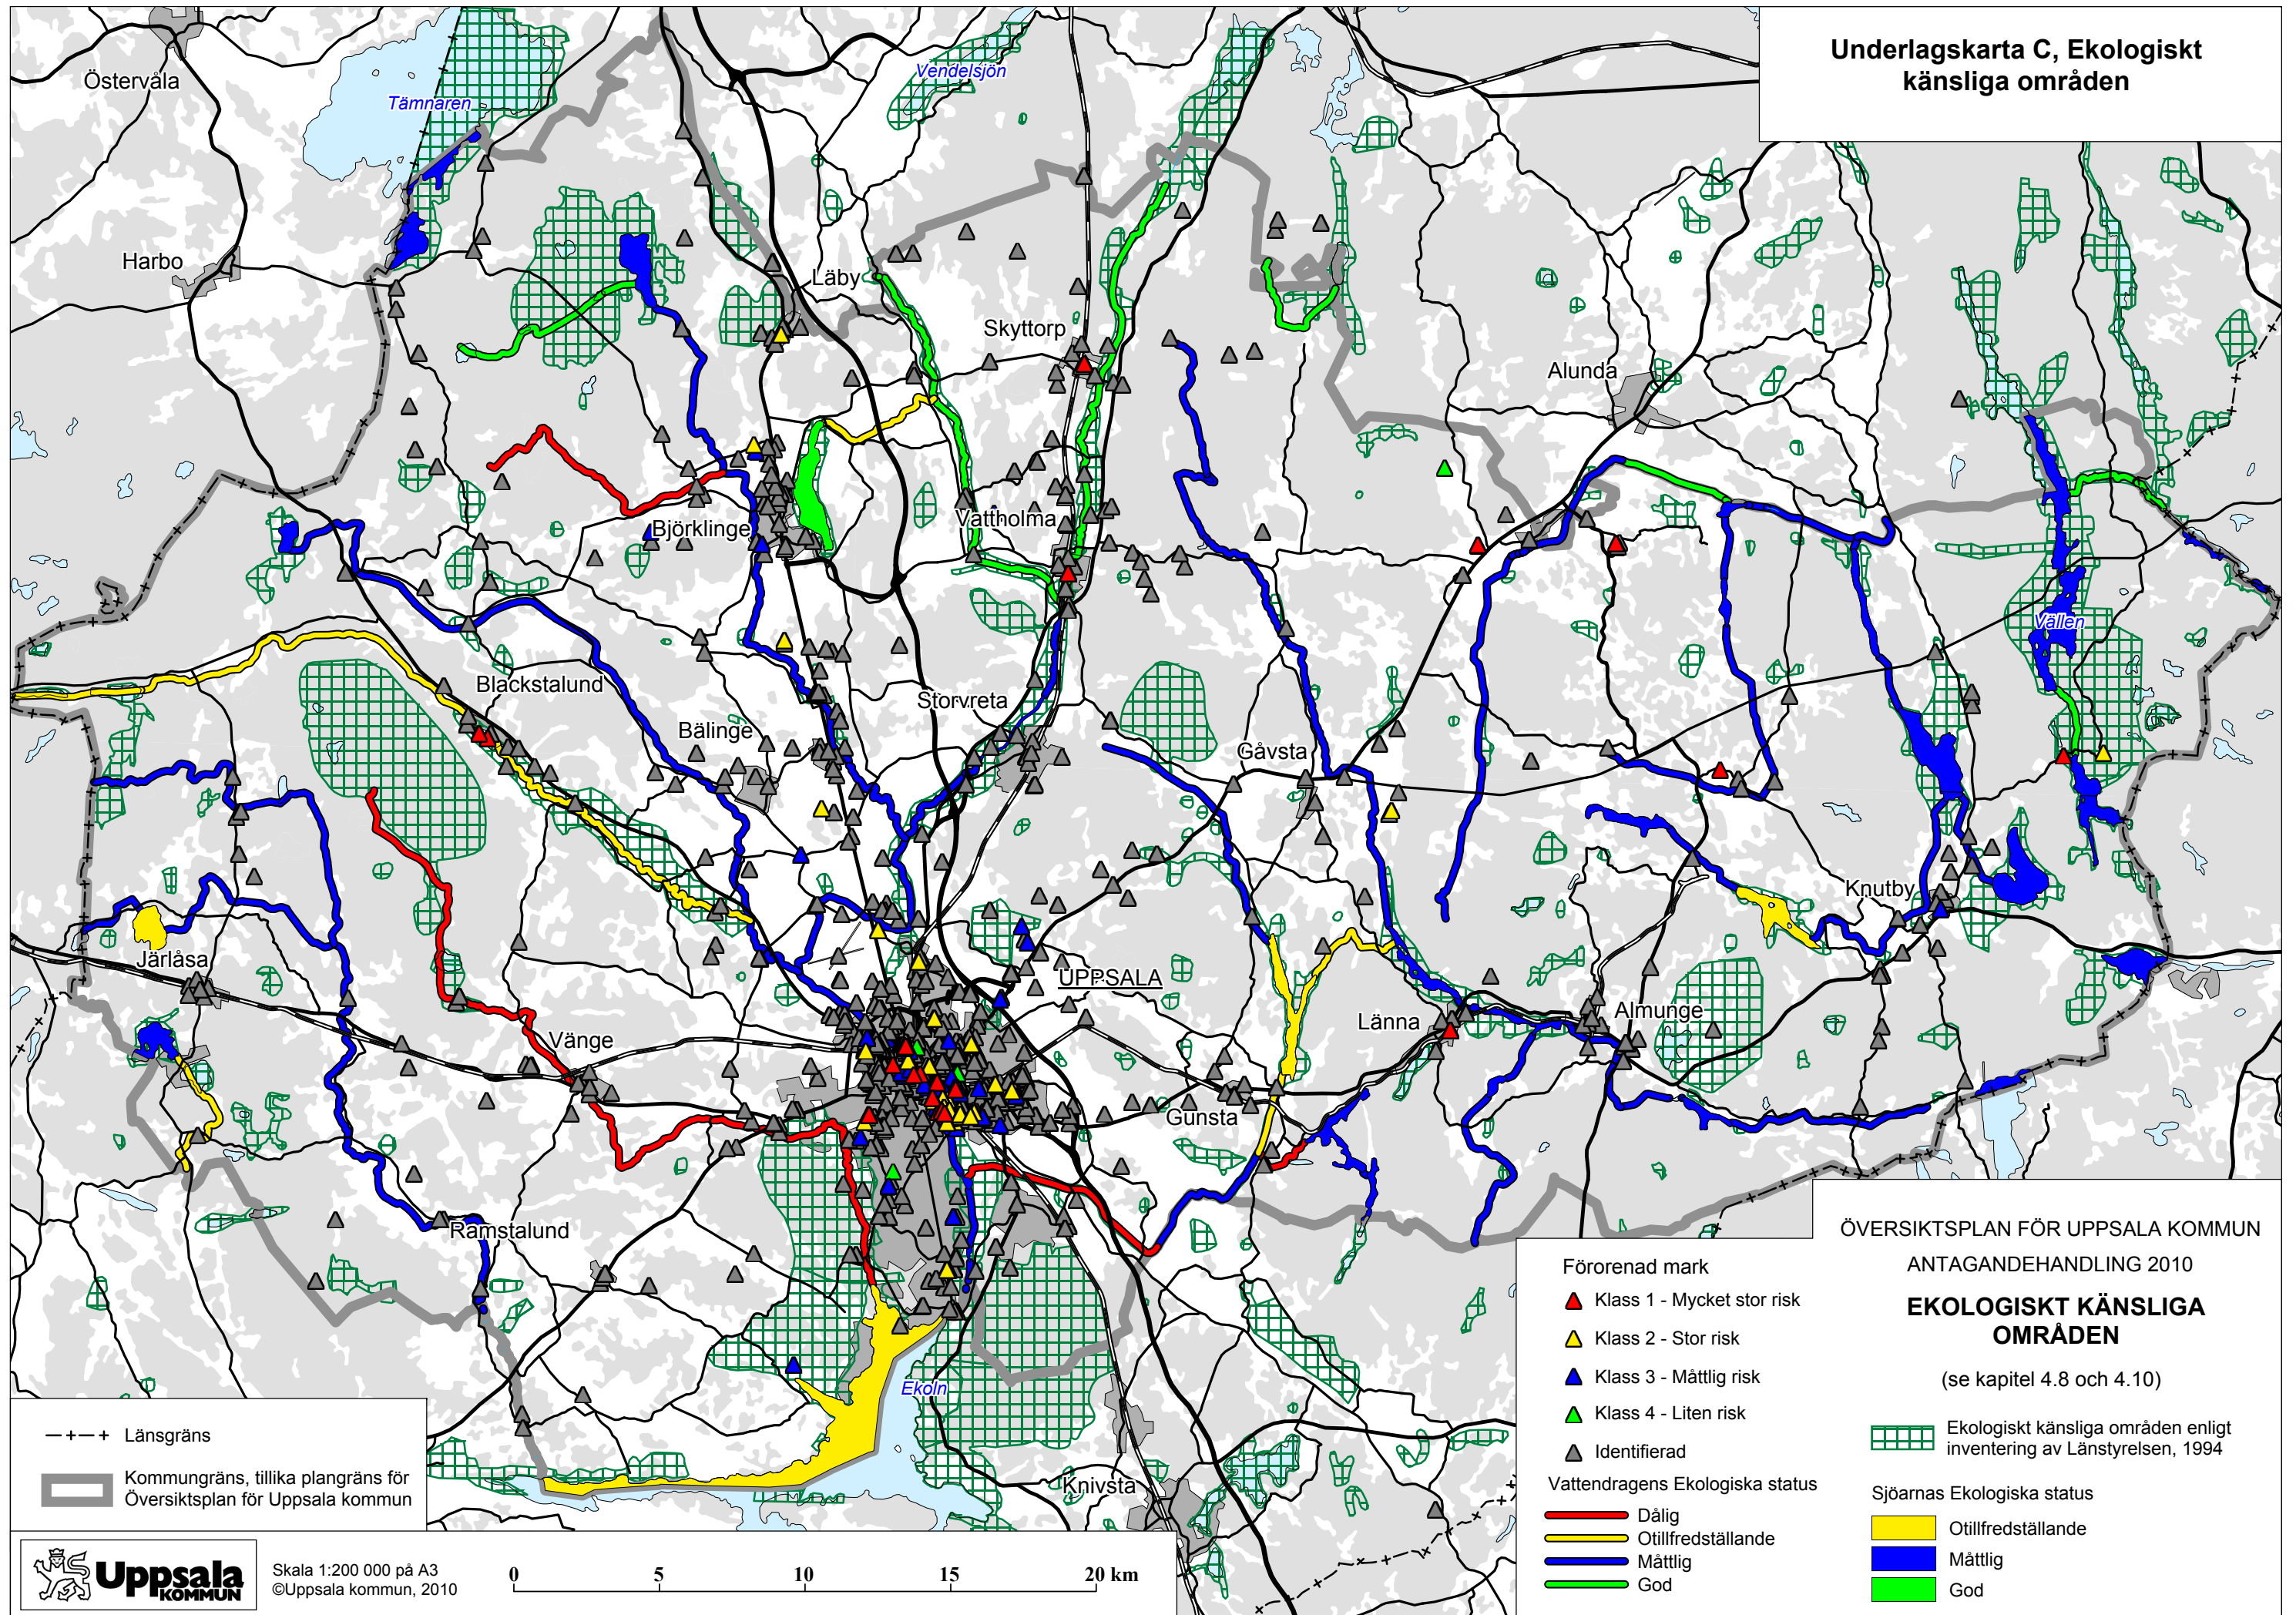 Underlagskarta C, Ekologiskt
känsliga områden
Östervåla
Tämnaren
Vendelsjön
Harbo
Läby
Skyttorp
Alunda
Björklinge
Vattholma
Vällen
Blackstalund
Storvreta
Bälinge
Gåvsta
Knutby
Järlåsa
UPPSALA
Länna
Almunge
Vänge
Gunsta
Ramstalund
Ekoln
Knivsta
ÖVERSIKTSPLAN FÖR UPPSALA KOMMUN
ANTAGANDEHANDLING 2010
EKOLOGISKT KÄNSLIGA
OMRÅDEN
(se kapitel 4.8 och 4.10)
Förorenad mark
Klass 1 - Mycket stor risk
Klass 2 - Stor risk
Klass 3 - Måttlig risk
Klass 4 - Liten risk
Identifierad
Vattendragens Ekologiska status
Dålig
Otillfredställande
Måttlig
God
Ekologiskt känsliga områden enligt
inventering av Länstyrelsen, 1994
Sjöarnas Ekologiska status
Otillfredställande
Måttlig
God
Länsgräns
Kommungräns, tillika plangräns för
Översiktsplan för Uppsala kommun
Uppsala
KOMMUN
Skala 1:200 000 på A3
©Uppsala kommun, 2010
0 5 10 15 20 km